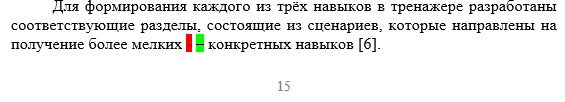 Для формирования каждого из трёх навыков в тренажере разработаны
соответствующие разделы, состоящие из сценариев, которые направлены на
получение более мелких - – конкретных навыков [6].
15